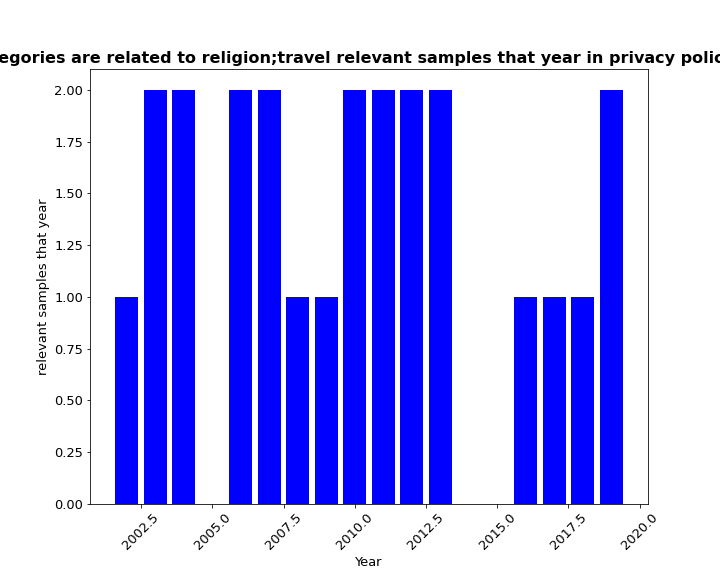 egories are related to religion;travel relevant samples that year in privacy polic
2.00
1.75
1.50
1.25
1.00
0.75
0.50
0.25
0.00
relevant samples that year
2002.5 2005.0 2007.5 2010.0 2012.5 2015.0 2017.5 2020.0
Year